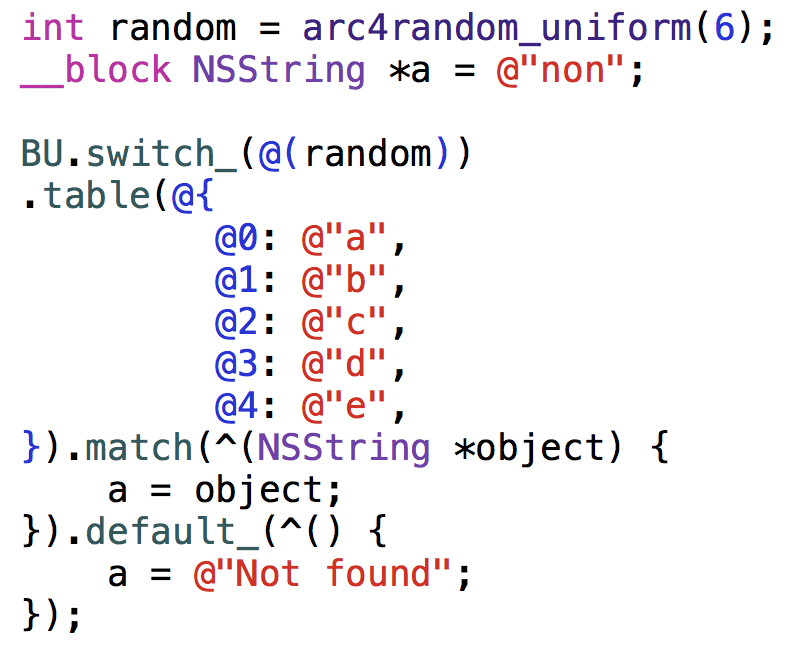 int random = arc4random_uniform(6);
__block NSString *a = @"non";

BU.switch_(@(random))
.table(@{
         @0: @"a",
         @1: @"b",
         @2: @"c",
         @3: @"d",
         @4: @"e",
}).match(^(NSString *object) {
    a = object;
}).default_(^() {
    a = @"Not found";
});